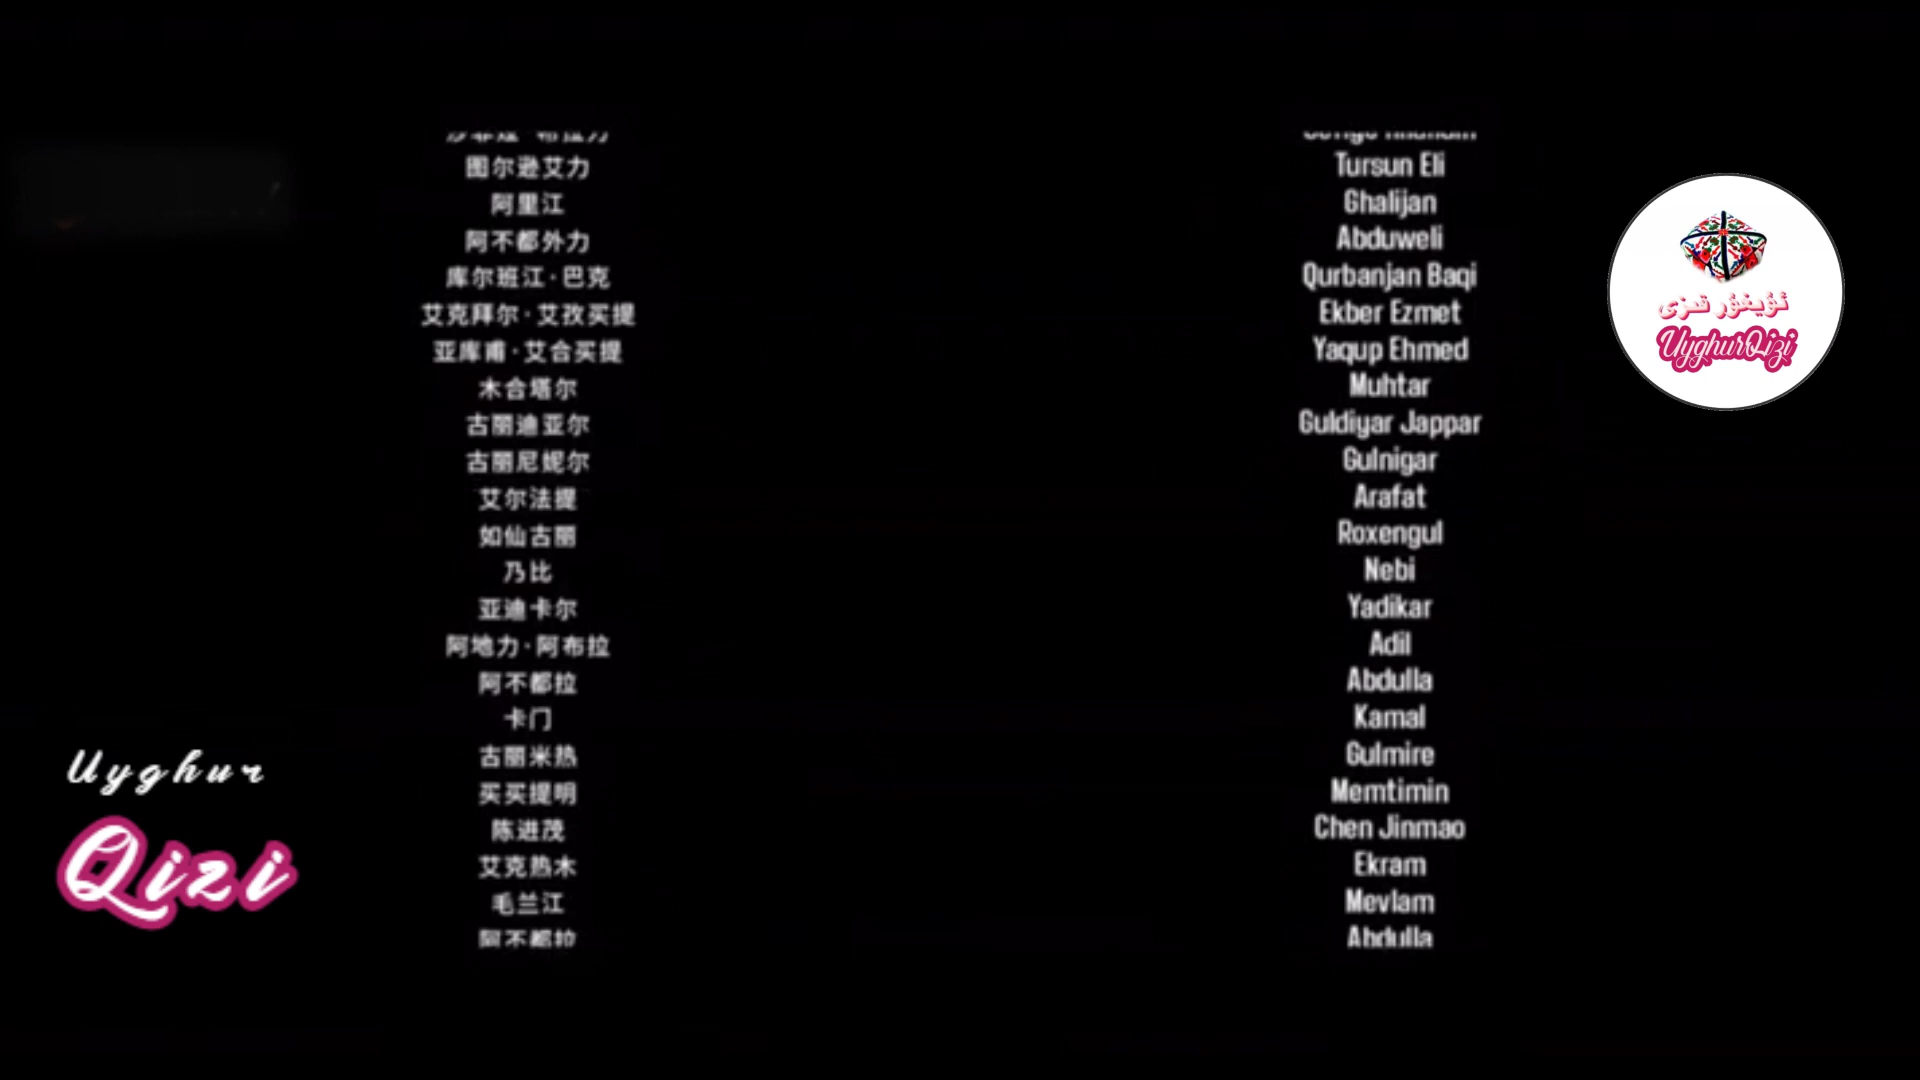 图尔逊艾力 Tursun Eli
阿里江 Ghalijan
阿不都外力 Abduweli
库尔班江·巴克 Qurbanjan Baqi
艾克拜尔·艾孜买提 Ekber Ezmet
亚库甫·艾合买提 Yaqup Ehmed
木合塔尔 Muhtar
古丽迪亚尔 Guldiyar Jappar
古丽尼妮尔 Gulnigar
艾尔法提 Arafat
如仙古丽 Roxengul
乃比 Nebi
亚迪卡尔 Yadikar
阿地力·阿布拉 Adil
阿不都拉 Abdulla
卡门 Kamal
古丽米热 Gulmire
买买提明 Memtimin
陈进茂 Chen Jinmao
艾克热木 Ekram
毛兰江 Mevlam
阿不都拉 Abdulla
ئۇيغۇر قىزى
UyghurQizi
Uyghur
Qizi